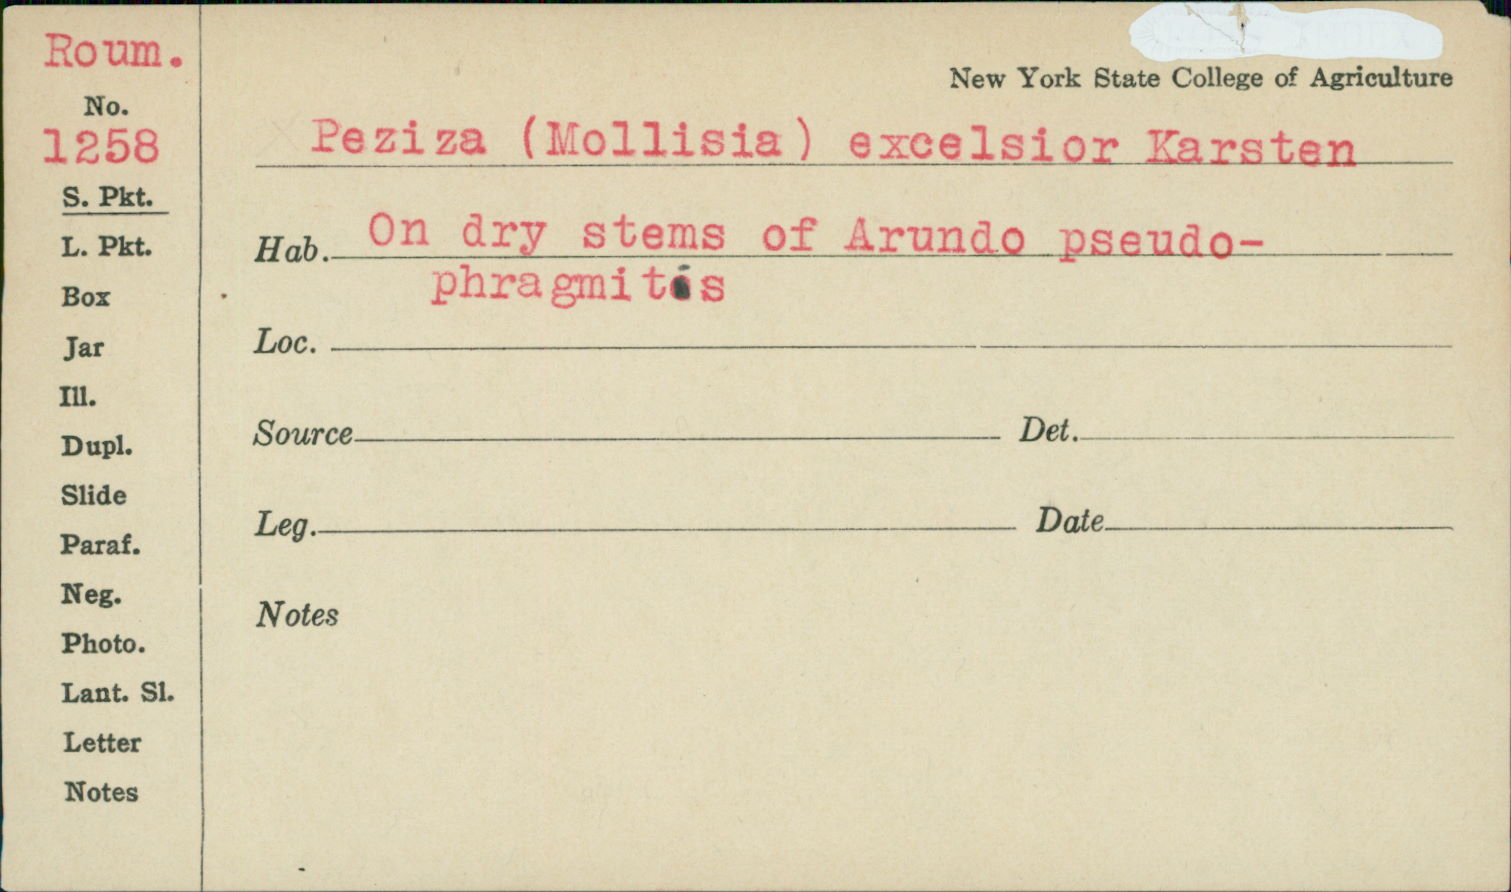 Roum.
No.
1258
S. Pkt.
L. Pkt.
Box
Jar
Ill.
Dupl.
Slide
Paraf.
Neg.
Photo.
Lant. Sl.
Letter
Notes
New York State College of Agriculture
Peziza (Mollisia) excelsior Karsten
Hab. On dry stems of Arundo pseudo-
phragmites
Loc.
Source Det.
Leg. Date
Notes